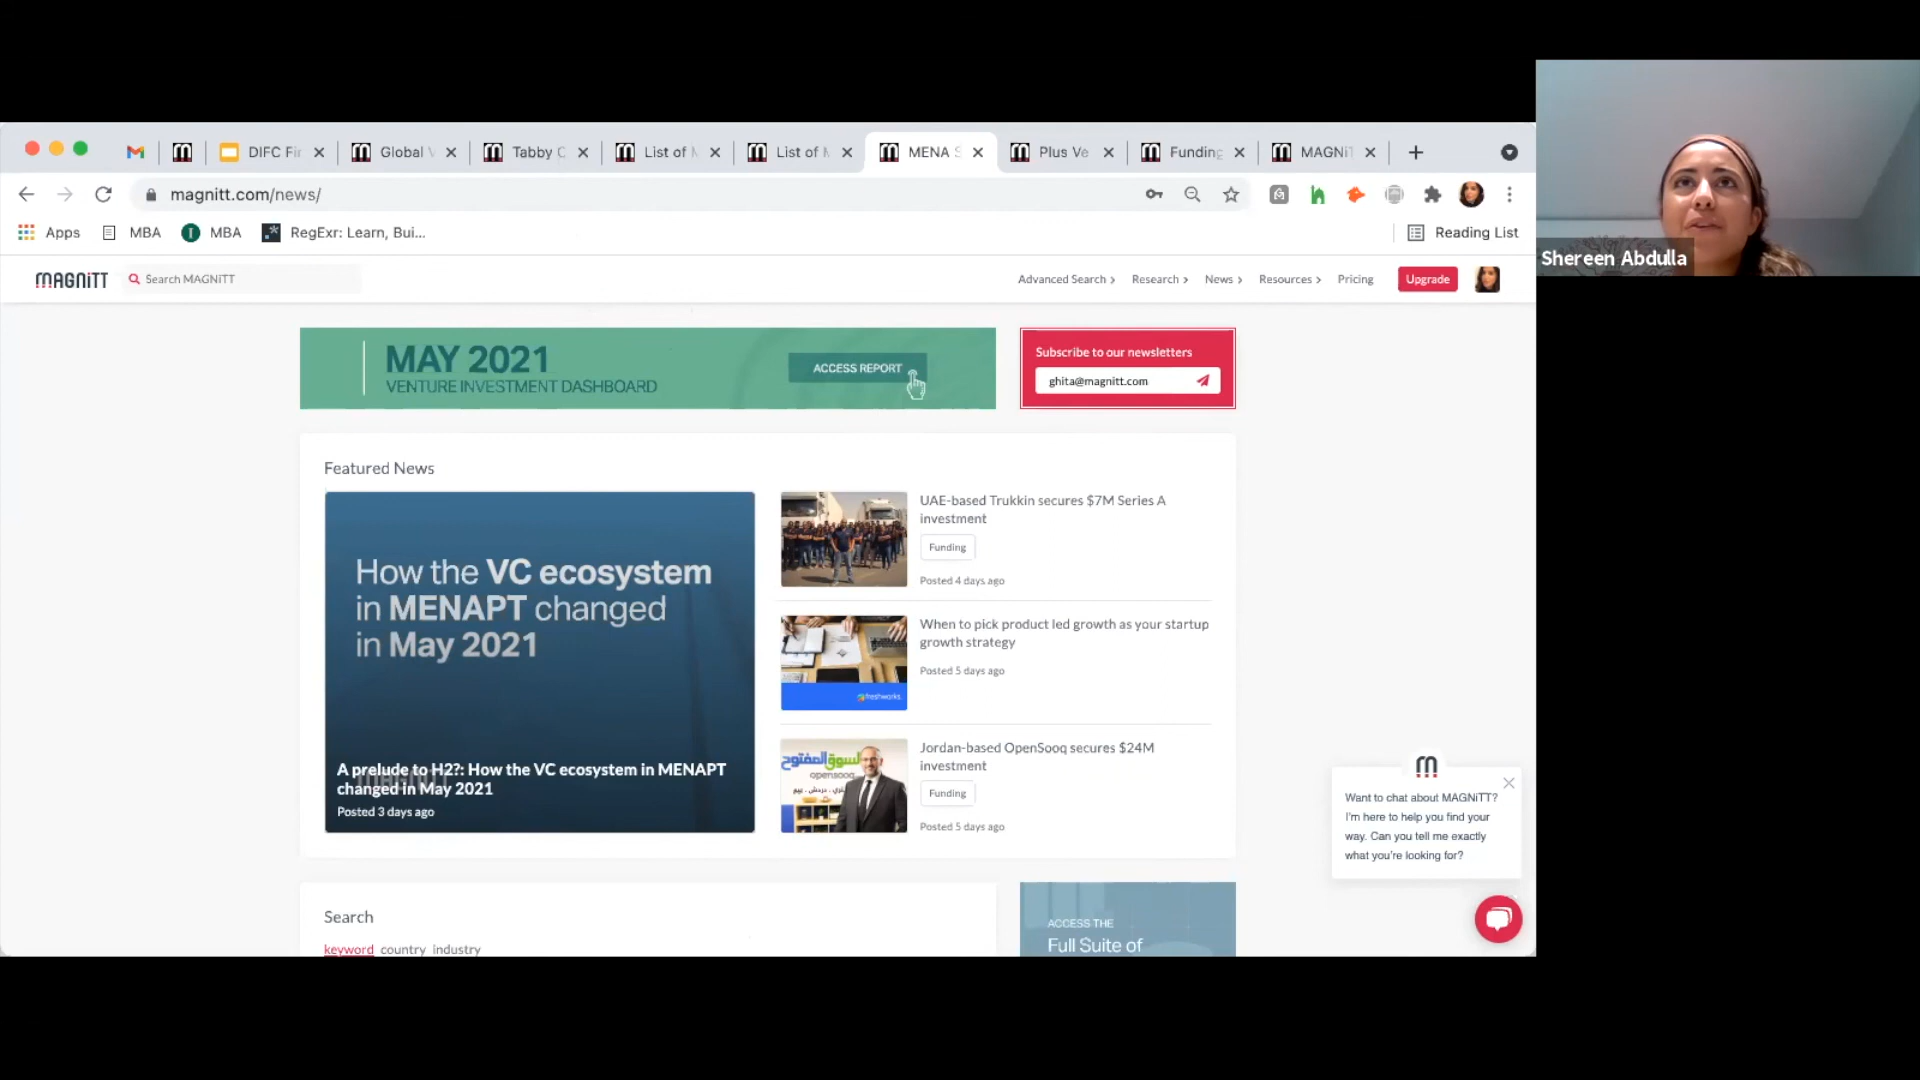 DIFC Fin
Global V
Tabby C
List of M
List of M
MENA S
Plus Ve
Funding
MAGNiT
magnitt.com/news/
Apps
MBA
MBA
RegExr: Learn, Bui...
Reading List
MAGNiTT
Search MAGNiTT
Advanced Search
Research
News
Resources
Pricing
Upgrade
Shereen Abdulla
MAY 2021
VENTURE INVESTMENT DASHBOARD
ACCESS REPORT
Subscribe to our newsletters
ghita@magnitt.com
Featured News
How the VC ecosystem
in MENAPT changed
in May 2021
A prelude to H2?: How the VC ecosystem in MENAPT
changed in May 2021
Posted 3 days ago
UAE-based Trukkin secures $7M Series A
investment
Funding
Posted 4 days ago
When to pick product led growth as your startup
growth strategy
Posted 5 days ago
freshworks
Jordan-based OpenSooq secures $24M
investment
Funding
Posted 5 days ago
السوق المفتوح
opensooq
Want to chat about MAGNiTT?
I'm here to help you find your
way. Can you tell me exactly
what you're looking for?
Search
keyword country industry
ACCESS THE
Full Suite of